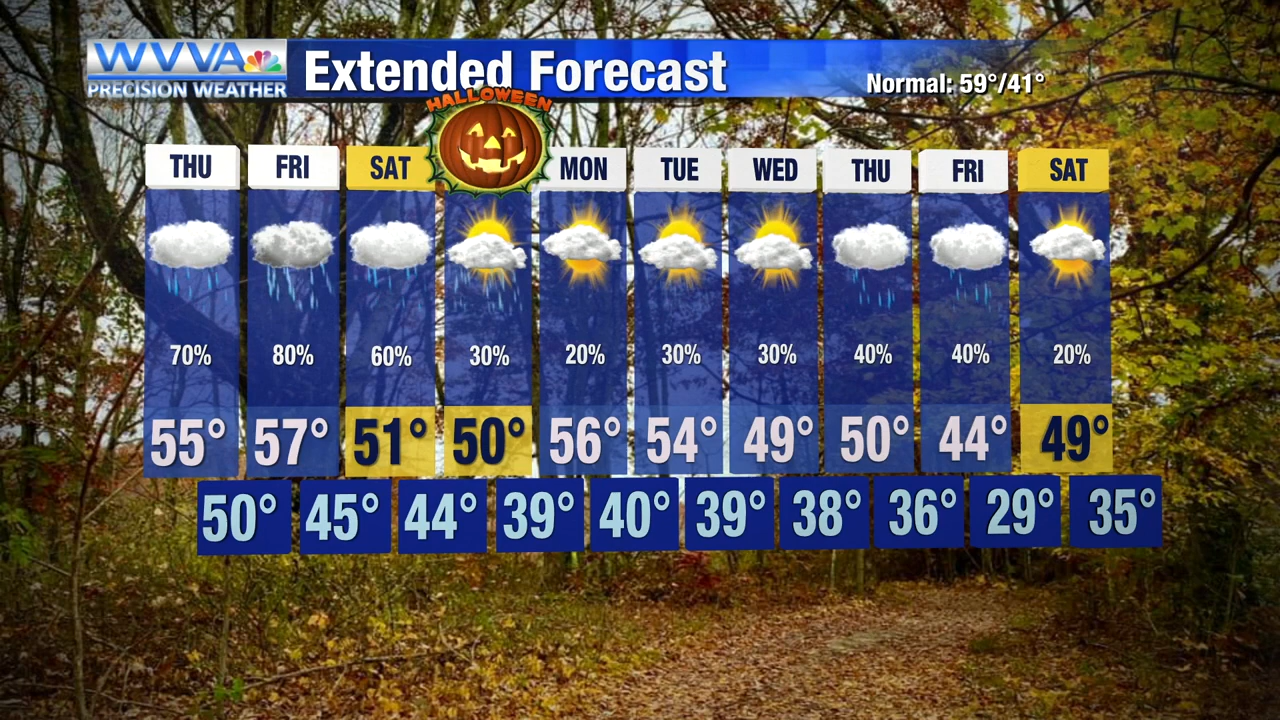 WVVA
PRECISION WEATHER
Extended Forecast
Normal: 59°/41°
HALLOWEEN
THU FRI SAT MON TUE WED THU FRI SAT
70% 80% 60% 30% 20% 30% 30% 40% 40% 20%
55° 57° 51° 50° 56° 54° 49° 50° 44° 49°
50° 45° 44° 39° 40° 39° 38° 36° 29° 35°